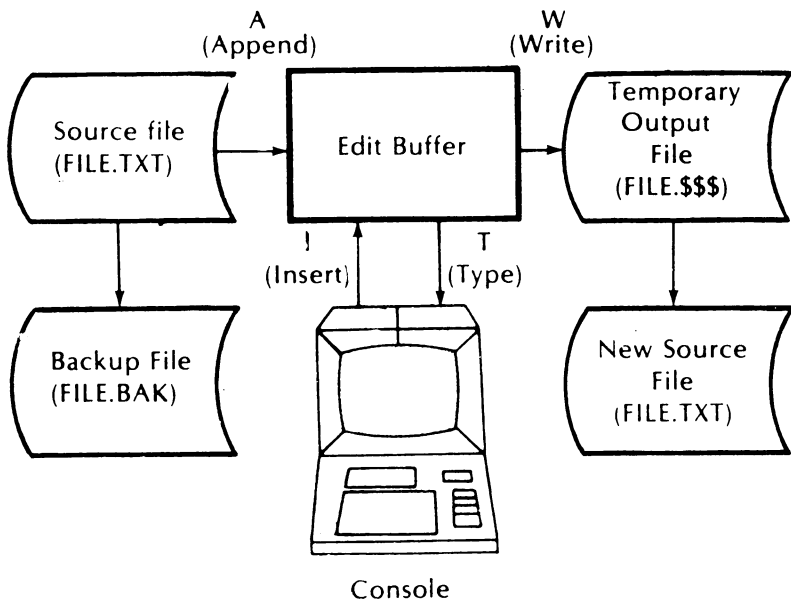 A
(Append)
W
(Write)
Source file
(FILE.TXT)
Edit Buffer
Temporary
Output
File
(FILE.$$$)
I
(Insert)
T
(Type)
Backup File
(FILE.BAK)
New Source
File
(FILE.TXT)
Console